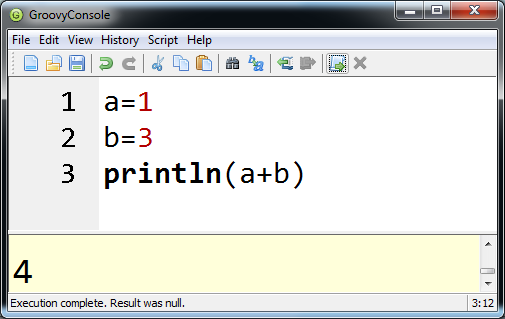 GroovyConsole
File Edit View History Script Help
1 a=1
2 b=3
3 println(a+b)
4
Execution complete. Result was null.
3:12